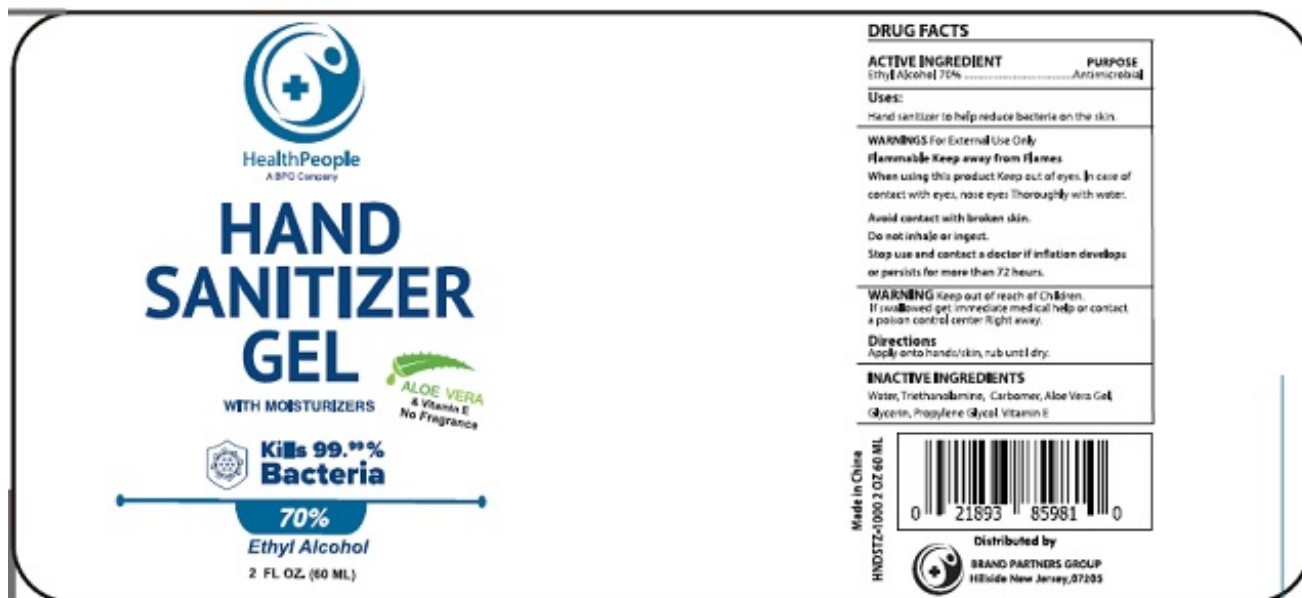 HealthPeople
A BPG Company
HAND
SANITIZER
GEL
WITH MOISTURIZERS
ALOE VERA
& Vitamin E
No Fragrance
Kills 99.99%
Bacteria
70%
Ethyl Alcohol
2 FL OZ. (60 ML)
DRUG FACTS
ACTIVE INGREDIENT PURPOSE
Ethyl Alcohol 70% ............................Antimicrobial
Uses:
Hand sanitizer to help reduce bacteria on the skin.
WARNINGS For External Use Only
Flammable Keep away from Flames
When using this product Keep out of eyes. In case of
contact with eyes, nose eyes Thoroughly with water.
Avoid contact with broken skin.
Do not inhale or ingest.
Stop use and contact a doctor if inflation develops
or persists for more than 72 hours.
WARNING Keep out of reach of Children.
If swallowed get immediate medical help or contact
a poison control center Right away.
Directions
Apply onto hands/skin, rub until dry.
INACTIVE INGREDIENTS
Water, Triethanolamine, Carbomer, Aloe Vera Gel,
Glycerin, Propylene Glycol. Vitamin E
Made in China
HNDSTZ-1000 2 OZ 60 ML
0 21893 85981 0
Distributed by
BRAND PARTNERS GROUP
Hillside New Jersey,07205